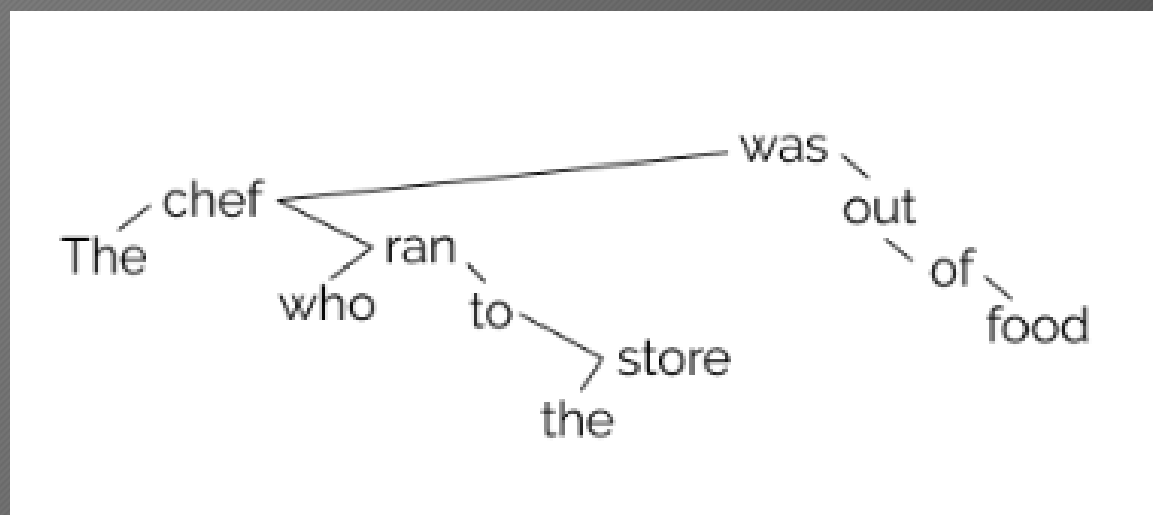 The chef who ran to the store was out of food